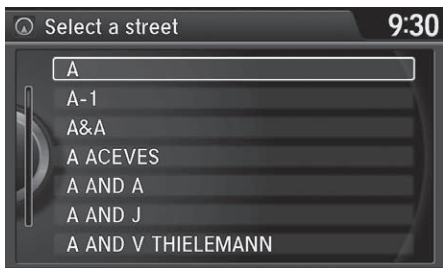 Select a street 9:30
A
A-1
A&A
A ACEVES
A AND A
A AND J
A AND V THIELEMANN